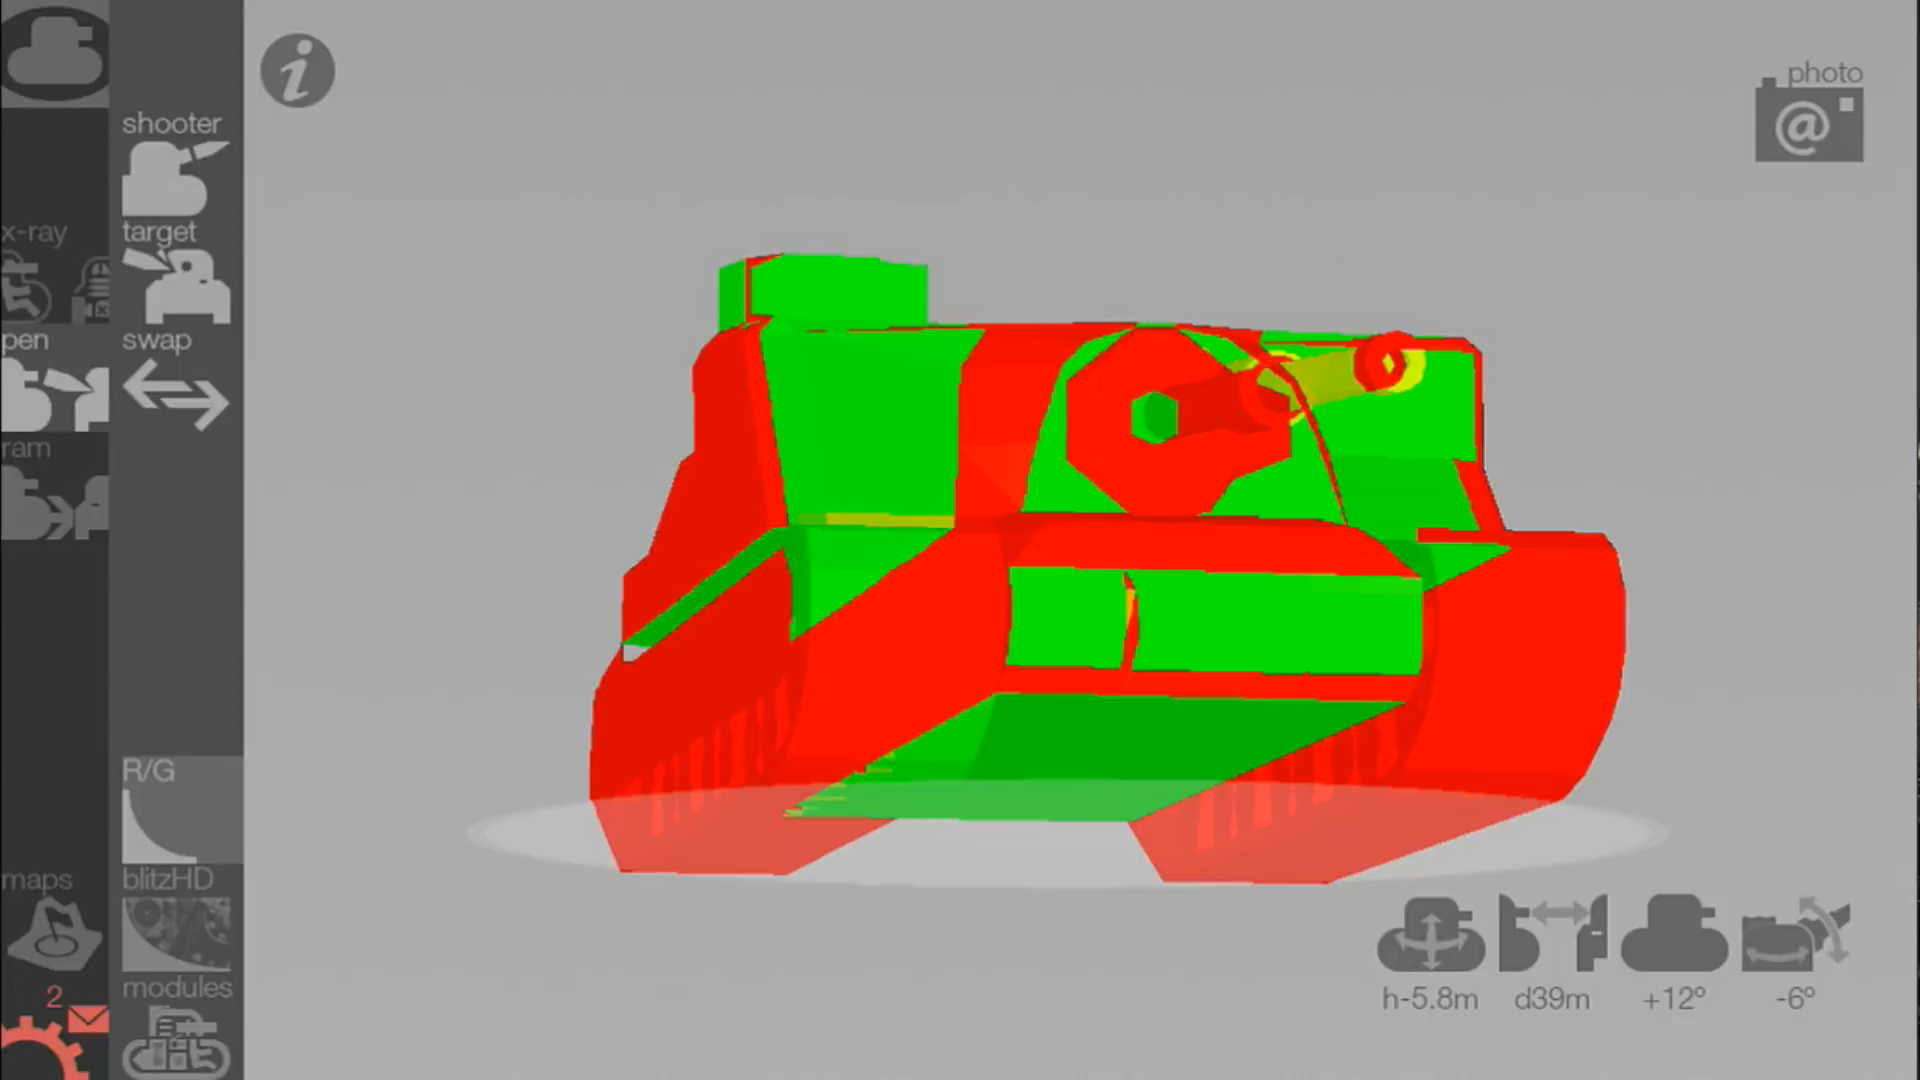 shooter
x-ray
target
pen
swap
ram
R/G
maps
blitzHD
2
modules
i
photo
@
h-5.8m
d39m
+12°
-6°